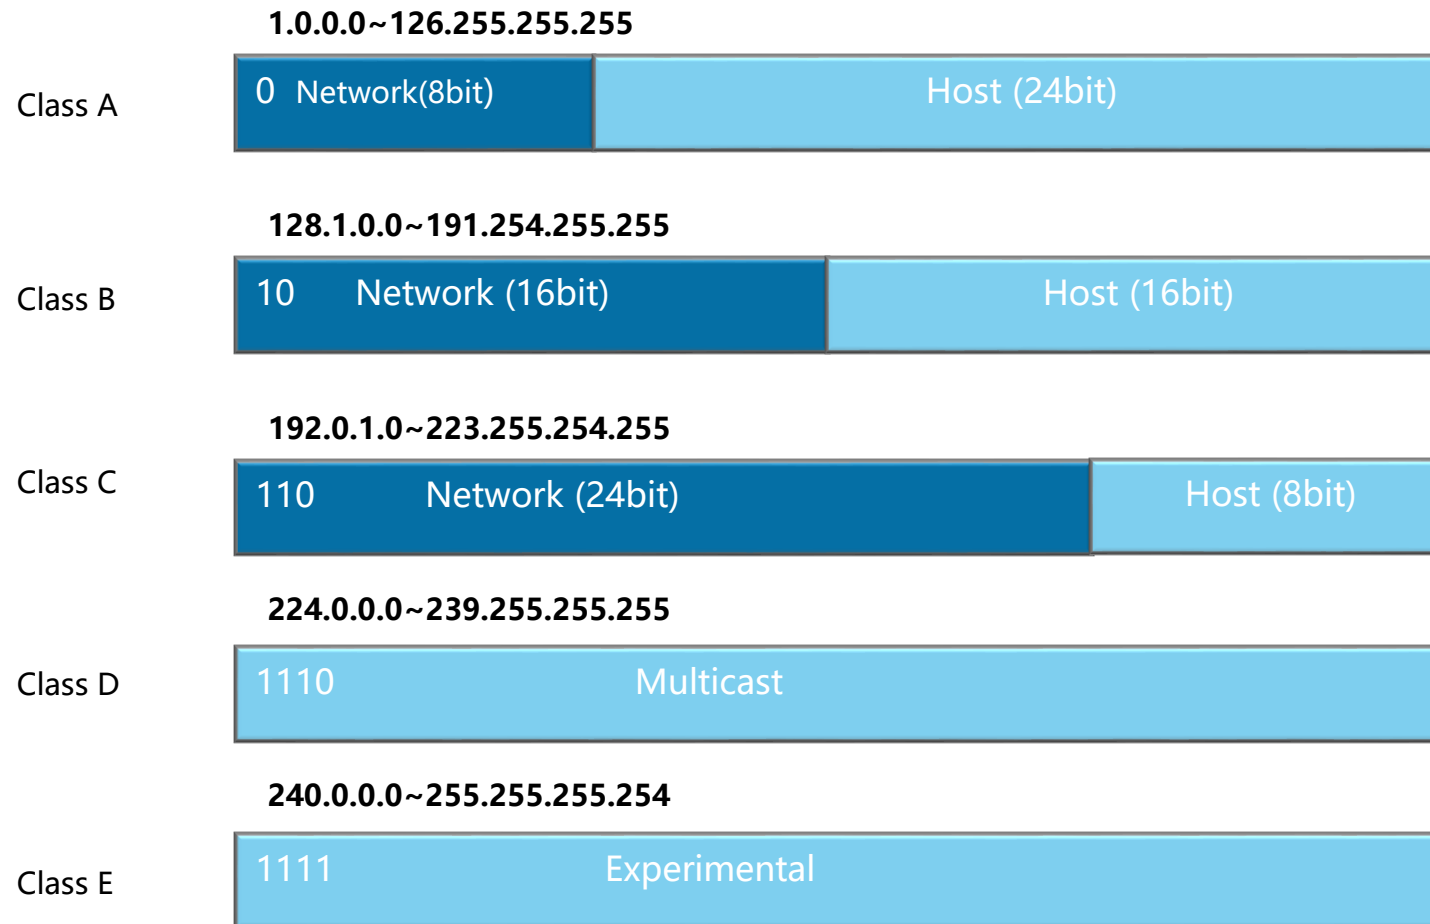 1.0.0.0~126.255.255.255
Class A
0 Network(8bit)
Host (24bit)
128.1.0.0~191.254.255.255
Class B
10 Network (16bit)
Host (16bit)
192.0.1.0~223.255.254.255
Class C
110 Network (24bit)
Host (8bit)
224.0.0.0~239.255.255.255
Class D
1110 Multicast
240.0.0.0~255.255.255.254
Class E
1111 Experimental